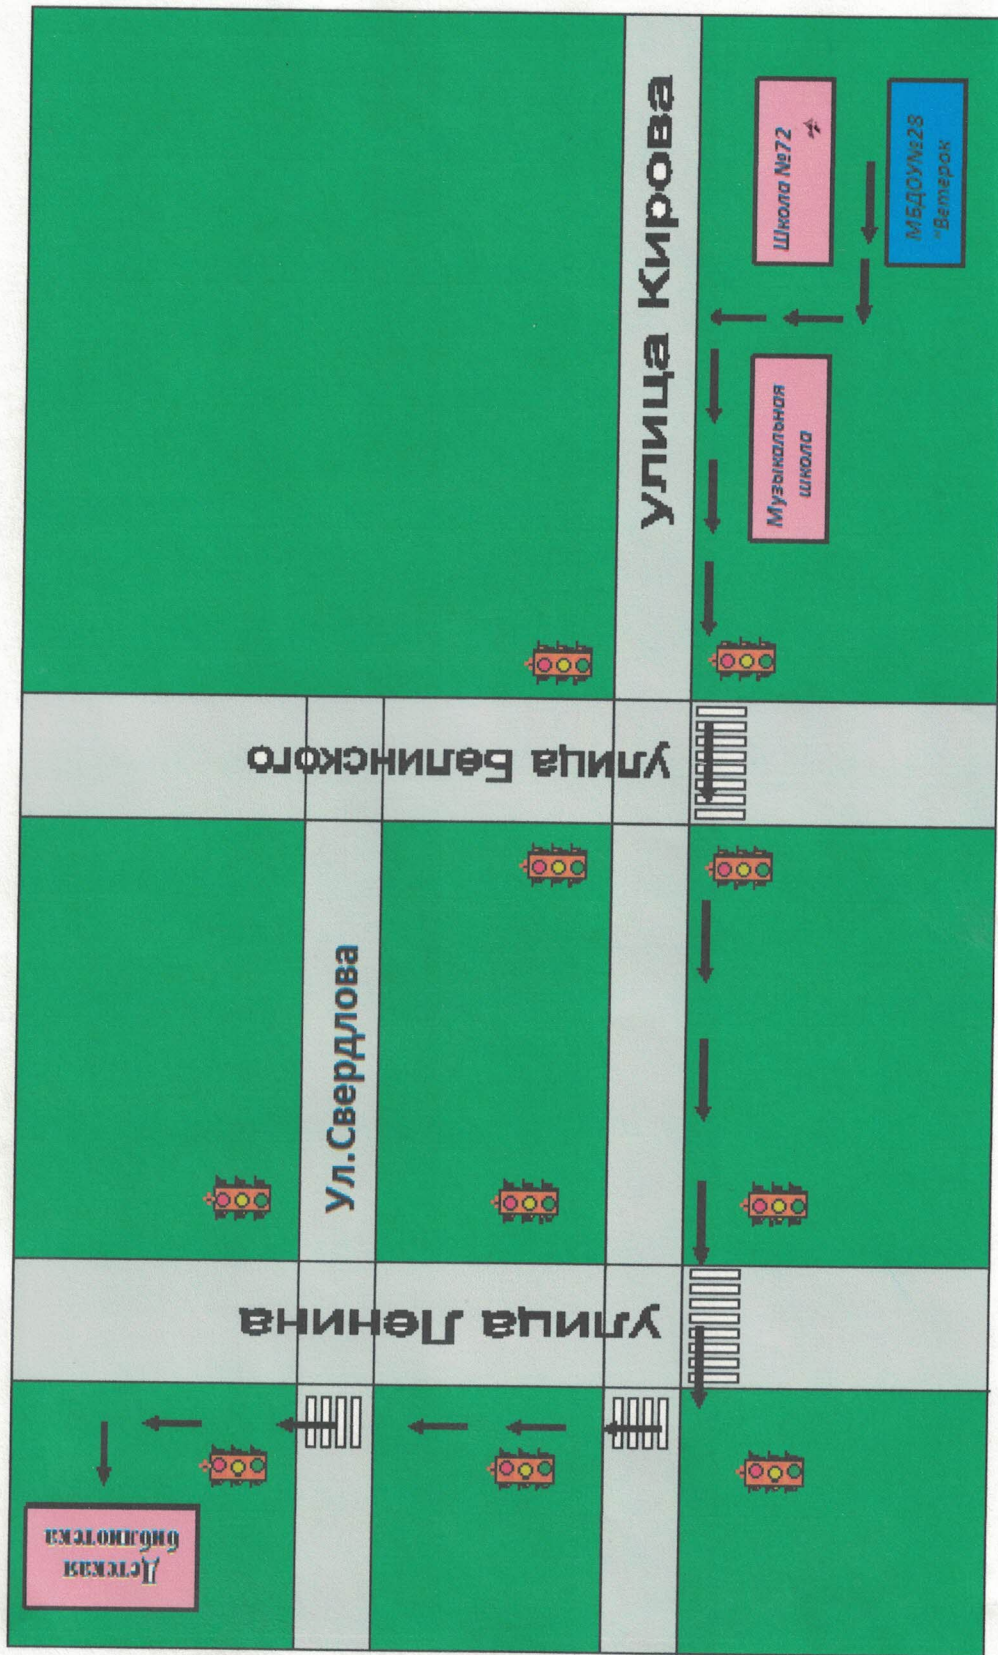 улица Кирова
Школа №72
МБДОУ№28
"Ветерок
Музыкальная
школа
улица Белинского
Ул.Свердлова
улица Ленина
Детская
библиотека